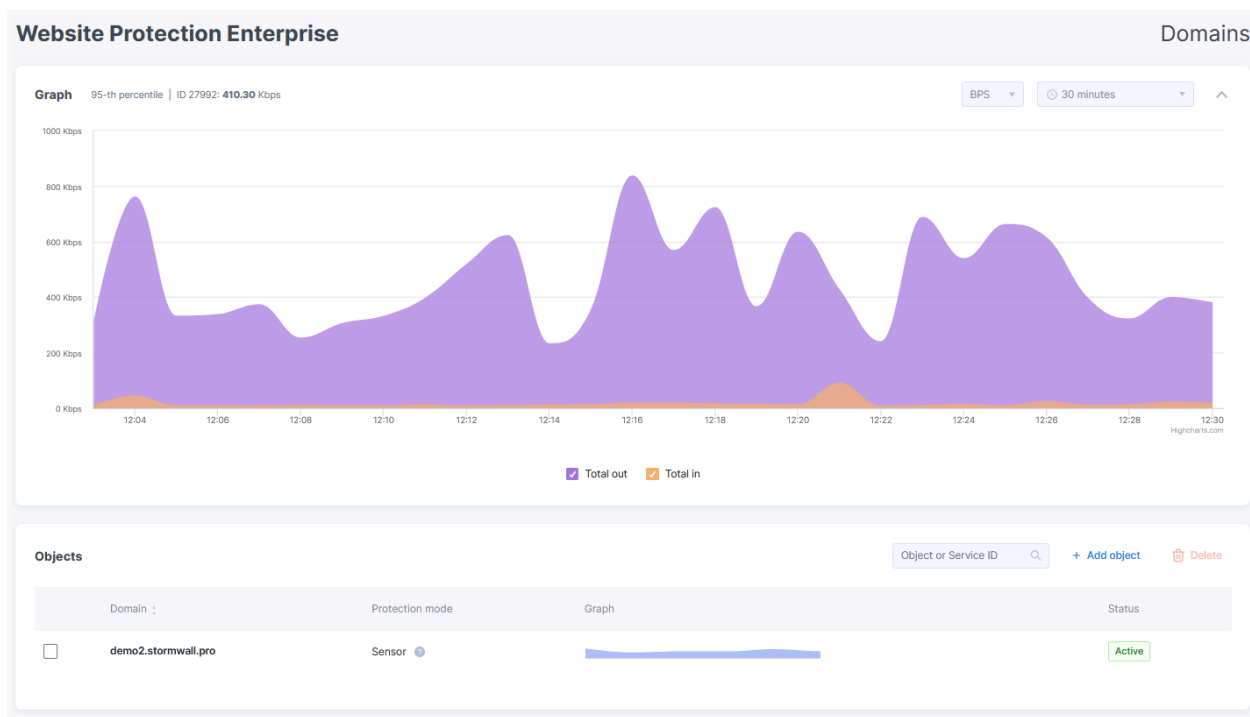 Website Protection Enterprise
Domains
Graph 95-th percentile | ID 27992: 410.30 Kbps
BPS
30 minutes
1000 Kbps
800 Kbps
600 Kbps
400 Kbps
200 Kbps
0 Kbps
12:04 12:06 12:08 12:10 12:12 12:14 12:16 12:18 12:20 12:22 12:24 12:26 12:28 12:30
Highcharts.com
Total out Total in
Objects
Object or Service ID
+ Add object
Delete
Domain Protection mode Graph Status
demo2.stormwall.pro Sensor ? Active